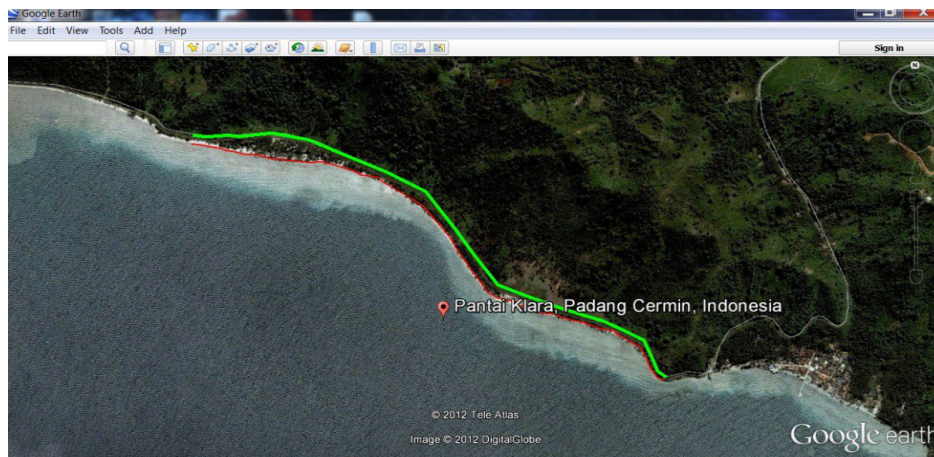 Google Earth
File Edit View Tools Add Help
Sign in
N
Pantai Klara, Padang Cermin, Indonesia
© 2012 Tele Atlas
Image © 2012 DigitalGlobe
Google earth